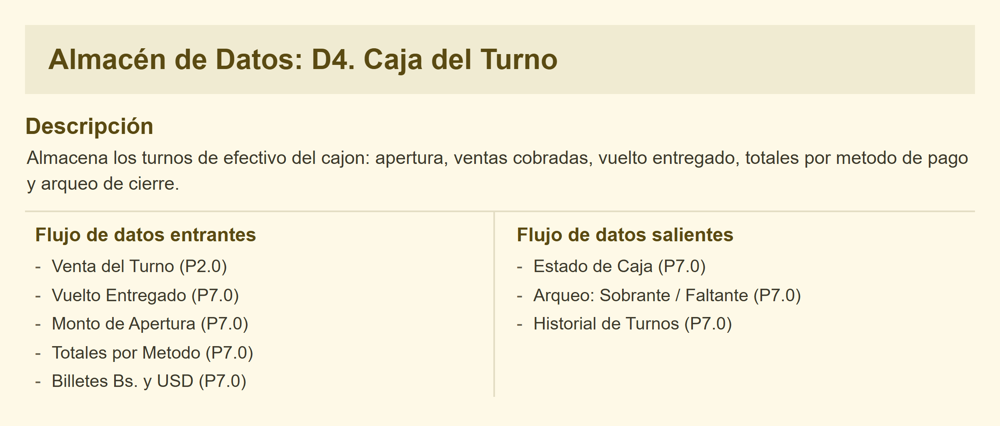 Almacén de Datos: D4. Caja del Turno
Descripción
Almacena los turnos de efectivo del cajon: apertura, ventas cobradas, vuelto entregado, totales por metodo de pago
y arqueo de cierre.
Flujo de datos entrantes
- Venta del Turno (P2.0)
- Vuelto Entregado (P7.0)
- Monto de Apertura (P7.0)
- Totales por Metodo (P7.0)
- Billetes Bs. y USD (P7.0)
Flujo de datos salientes
- Estado de Caja (P7.0)
- Arqueo: Sobrante / Faltante (P7.0)
- Historial de Turnos (P7.0)